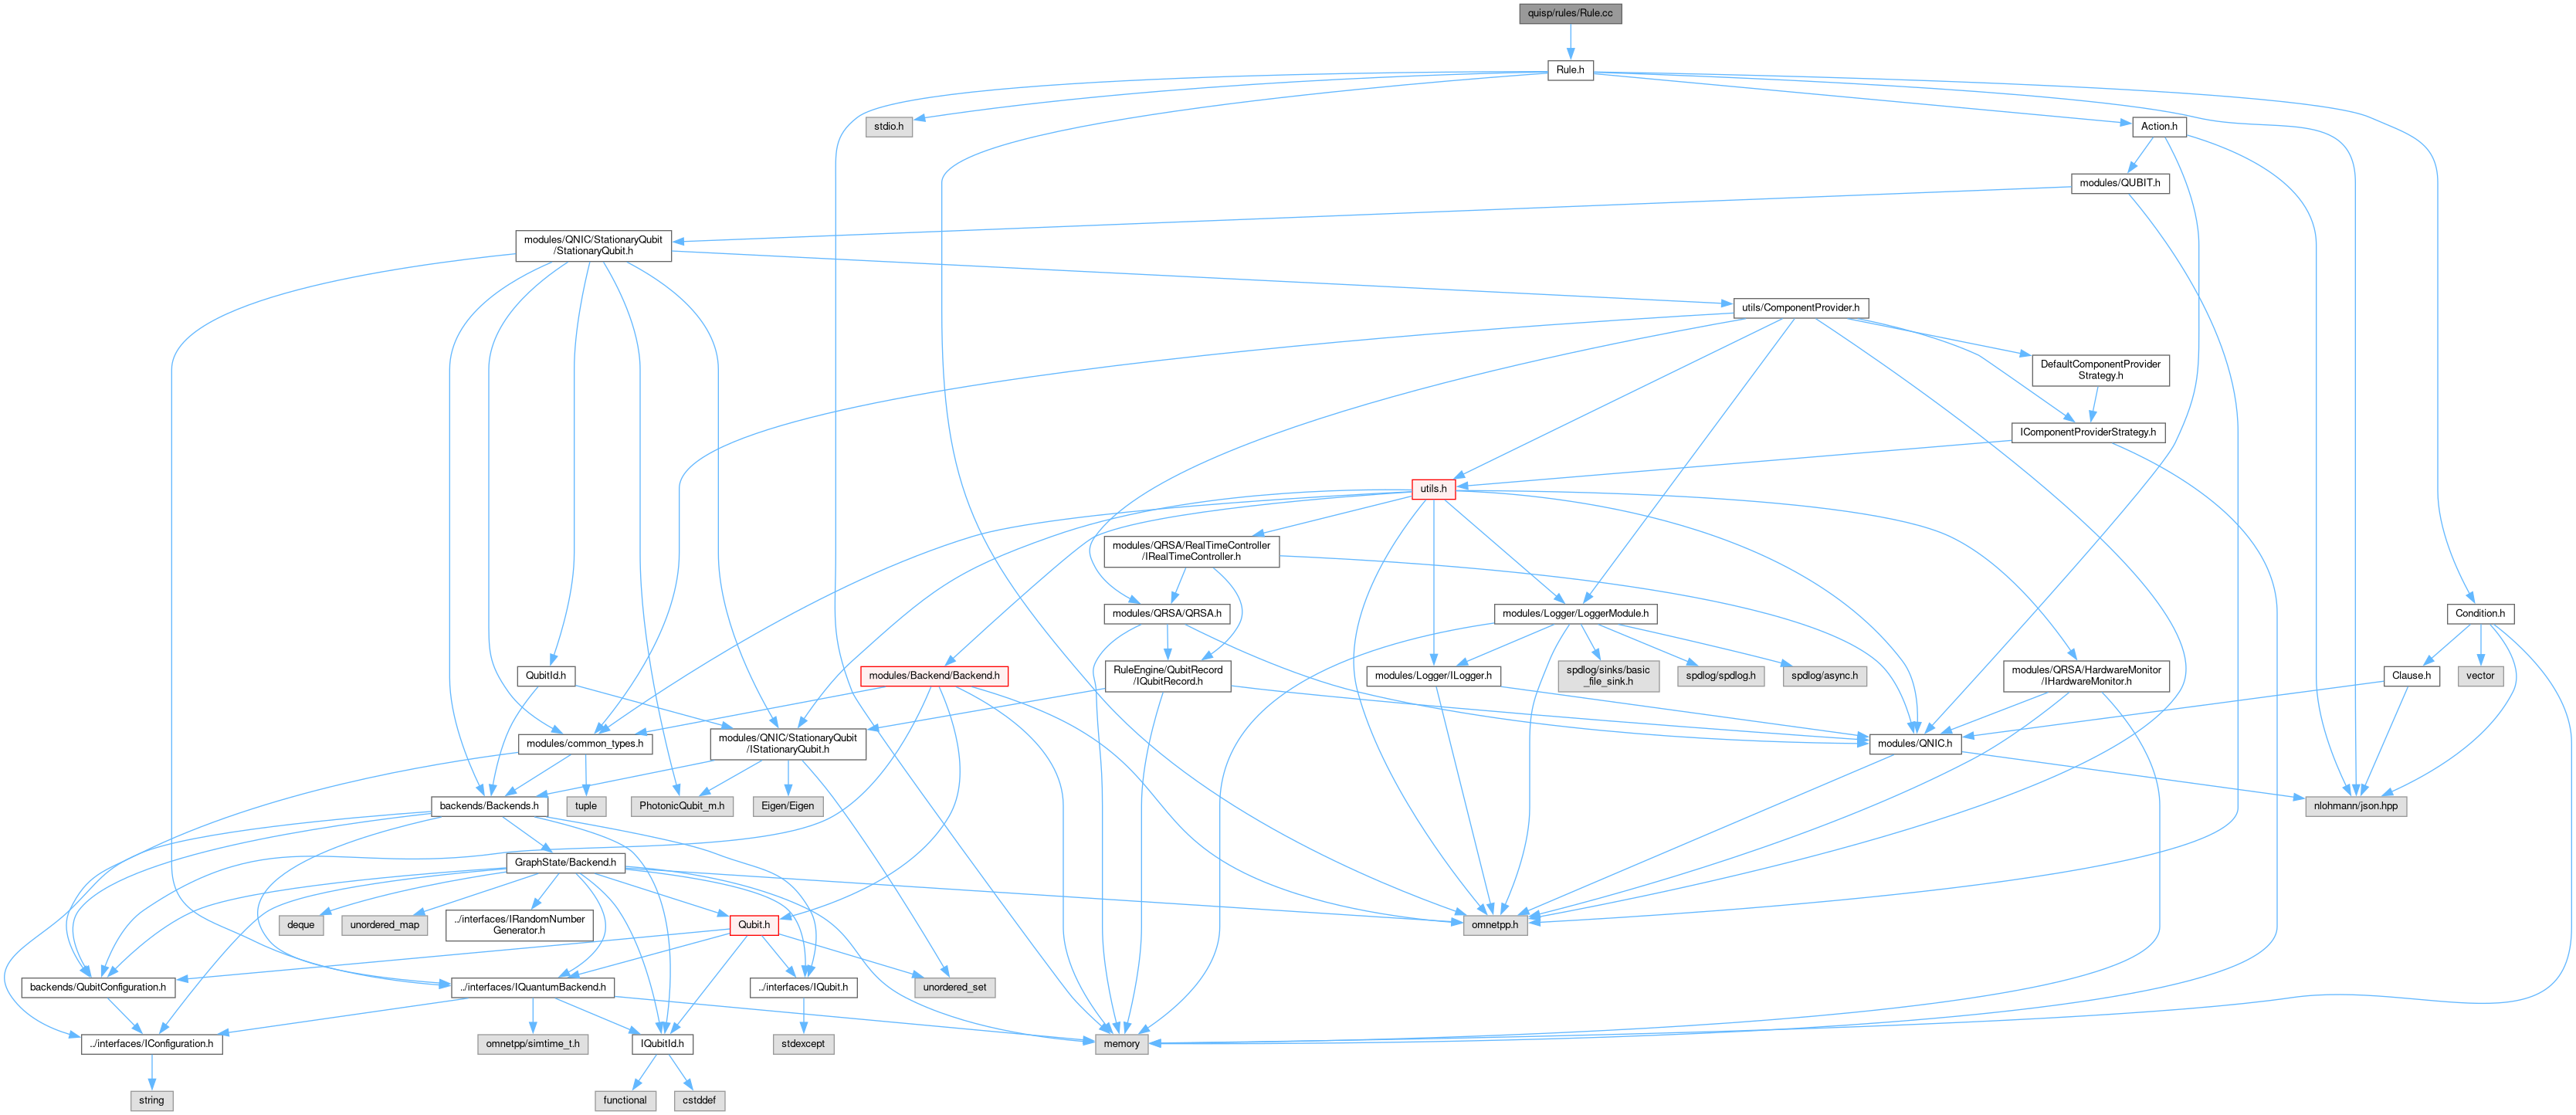 quisp/rules/Rule.cc
Rule.h
stdio.h
Action.h
modules/QUBIT.h
modules/QNIC/StationaryQubit
/StationaryQubit.h
utils/ComponentProvider.h
DefaultComponentProvider
Strategy.h
IComponentProviderStrategy.h
utils.h
modules/QRSA/RealTimeController
/IRealTimeController.h
modules/QRSA/QRSA.h
modules/Logger/LoggerModule.h
Condition.h
QubitId.h
modules/Backend/Backend.h
RuleEngine/QubitRecord
/IQubitRecord.h
modules/Logger/ILogger.h
spdlog/sinks/basic
_file_sink.h
spdlog/spdlog.h
spdlog/async.h
modules/QRSA/HardwareMonitor
/IHardwareMonitor.h
Clause.h
vector
modules/common_types.h
modules/QNIC/StationaryQubit
/IStationaryQubit.h
modules/QNIC.h
backends/Backends.h
tuple
PhotonicQubit_m.h
Eigen/Eigen
nlohmann/json.hpp
GraphState/Backend.h
deque
unordered_map
../interfaces/IRandomNumber
Generator.h
Qubit.h
omnetpp.h
backends/QubitConfiguration.h
../interfaces/IQuantumBackend.h
../interfaces/IQubit.h
unordered_set
../interfaces/IConfiguration.h
omnetpp/simtime_t.h
IQubitId.h
stdexcept
memory
string
functional
cstddef